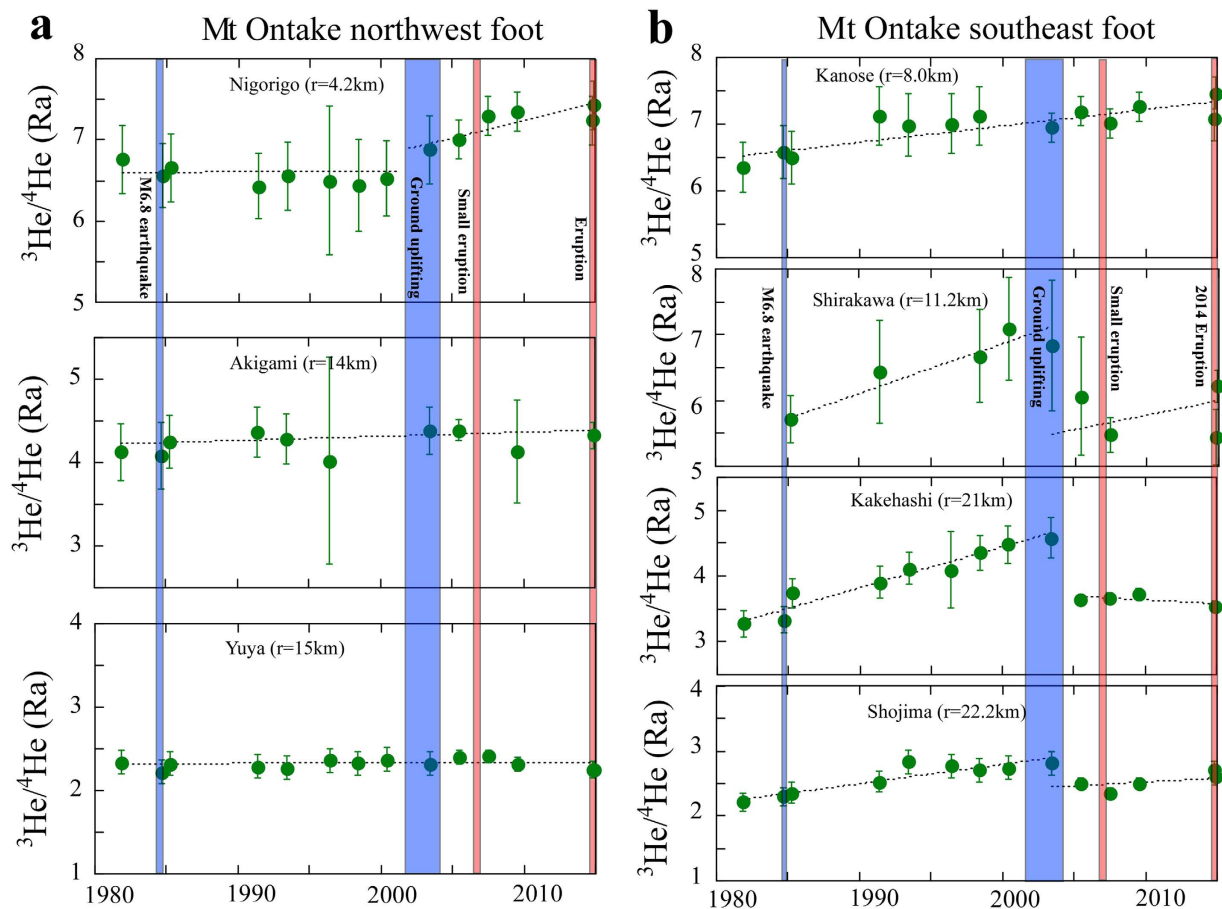 a
Mt Ontake northwest foot
³He/⁴He (Ra)
8
7
6
5
Nigorigo (r=4.2km)
M6.8 earthquake
Ground uplifting
Small eruption
Eruption
³He/⁴He (Ra)
5
4
3
Akigami (r=14km)
³He/⁴He (Ra)
4
3
2
1
Yuya (r=15km)
1980
1990
2000
2010
b
Mt Ontake southeast foot
³He/⁴He (Ra)
8
7
6
5
Kanose (r=8.0km)
³He/⁴He (Ra)
8
7
6
5
Shirakawa (r=11.2km)
M6.8 earthquake
Ground uplifting
Small eruption
2014 Eruption
³He/⁴He (Ra)
5
4
3
Kakehashi (r=21km)
³He/⁴He (Ra)
4
3
2
1
Shojima (r=22.2km)
1980
1990
2000
2010